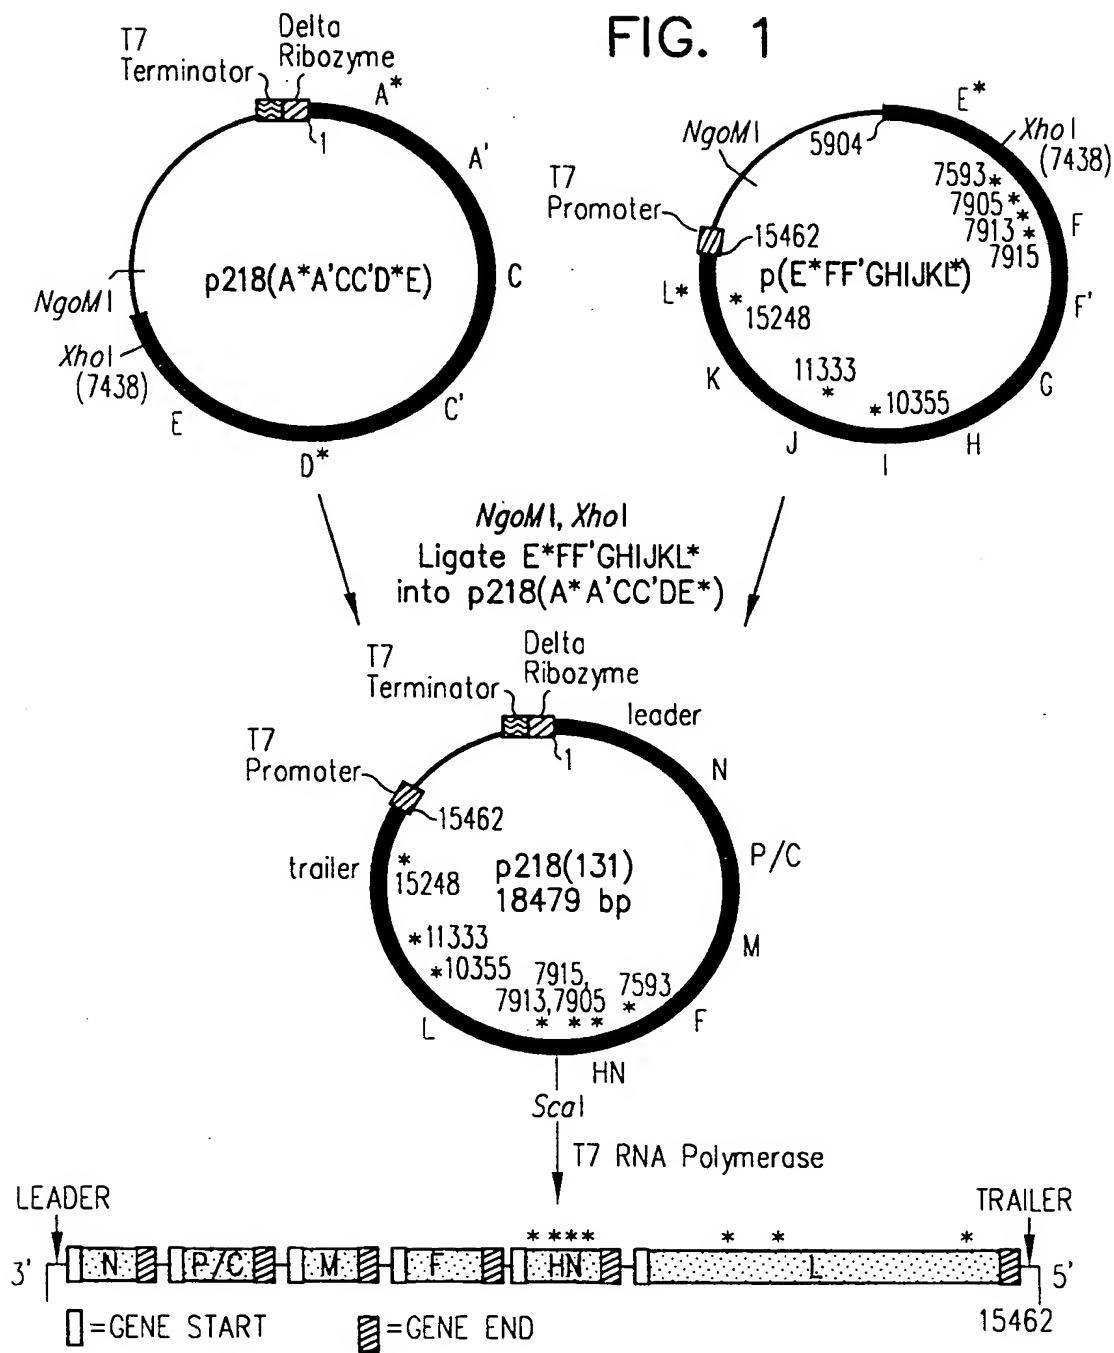 FIG. 1
T7
Terminator
Delta
Ribozyme
A*
1
A'
C
C'
D*
E
XhoI
(7438)
NgoMI
p218(A*A'CC'D*E)
E*
XhoI
(7438)
5904
NgoMI
T7
Promoter
15462
7593 *
7905 *
*
7913 *
7915
F
F'
G
H
I
J
K
L*
p(E*FF'GHIJKL*)
*
15248
11333
*
*10355
NgoMI, XhoI
Ligate E*FF'GHIJKL*
into p218(A*A'CC'DE*)
T7
Terminator
Delta
Ribozyme
leader
1
T7
Promoter
15462
N
P/C
M
F
HN
L
trailer
*
15248
p218(131)
18479 bp
*11333
*10355
7915,
7913,7905
* * *
7593
*
ScaI
T7 RNA Polymerase
LEADER
TRAILER
* *** * * *
3' N P/C M F HN L 5'
=GENE START
=GENE END
15462